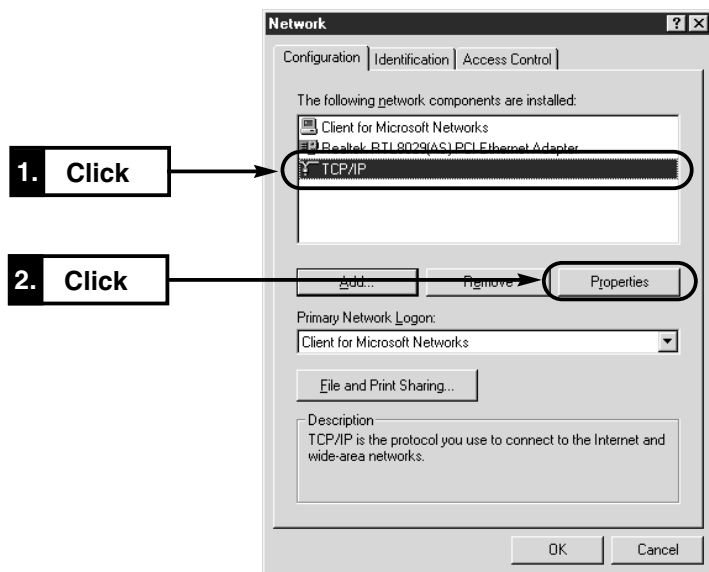 Network
Configuration Identification Access Control
The following network components are installed:
Client for Microsoft Networks
Realtek RTL8029(AS) PCI Ethernet Adapter
1. Click
TCP/IP
2. Click
Add... Remove Properties
Primary Network Logon:
Client for Microsoft Networks
File and Print Sharing...
Description
TCP/IP is the protocol you use to connect to the Internet and
wide-area networks.
OK Cancel